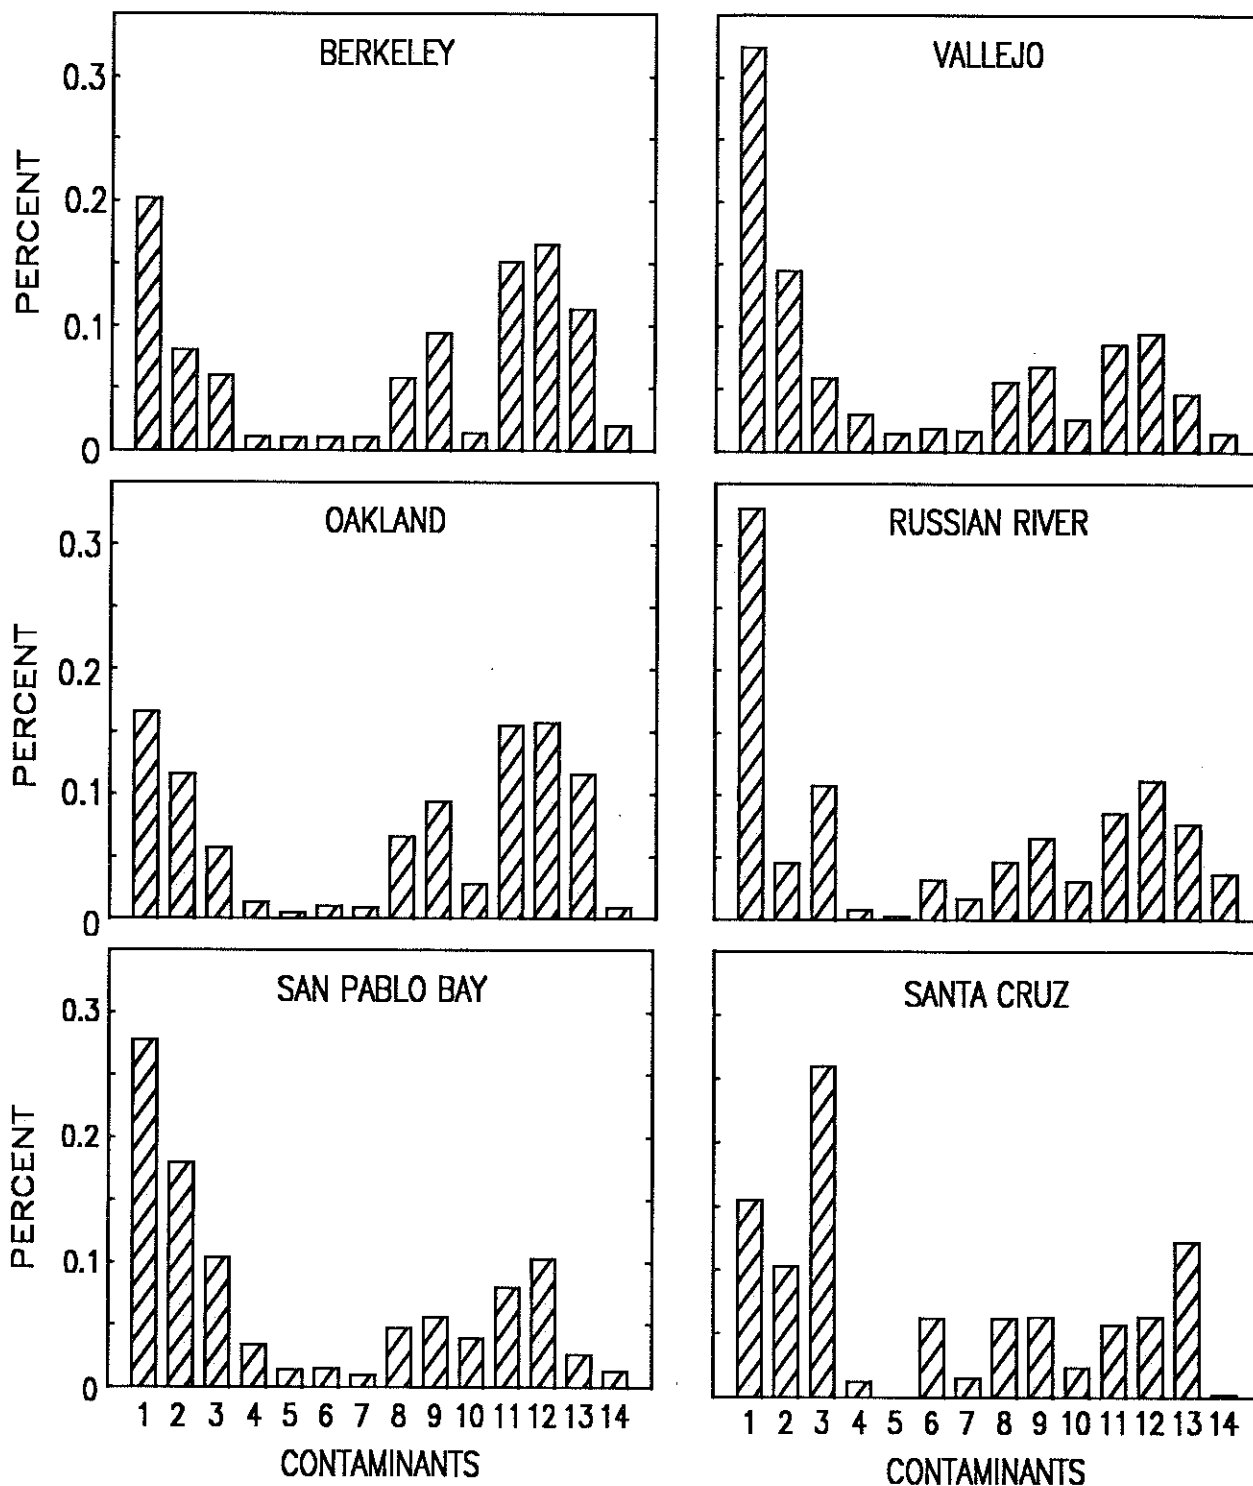 BERKELEY
VALLEJO
PERCENT
0.3
0.2
0.1
0
OAKLAND
RUSSIAN RIVER
PERCENT
0.3
0.2
0.1
0
SAN PABLO BAY
SANTA CRUZ
PERCENT
0.3
0.2
0.1
0
1 2 3 4 5 6 7 8 9 10 11 12 13 14
1 2 3 4 5 6 7 8 9 10 11 12 13 14
CONTAMINANTS
CONTAMINANTS